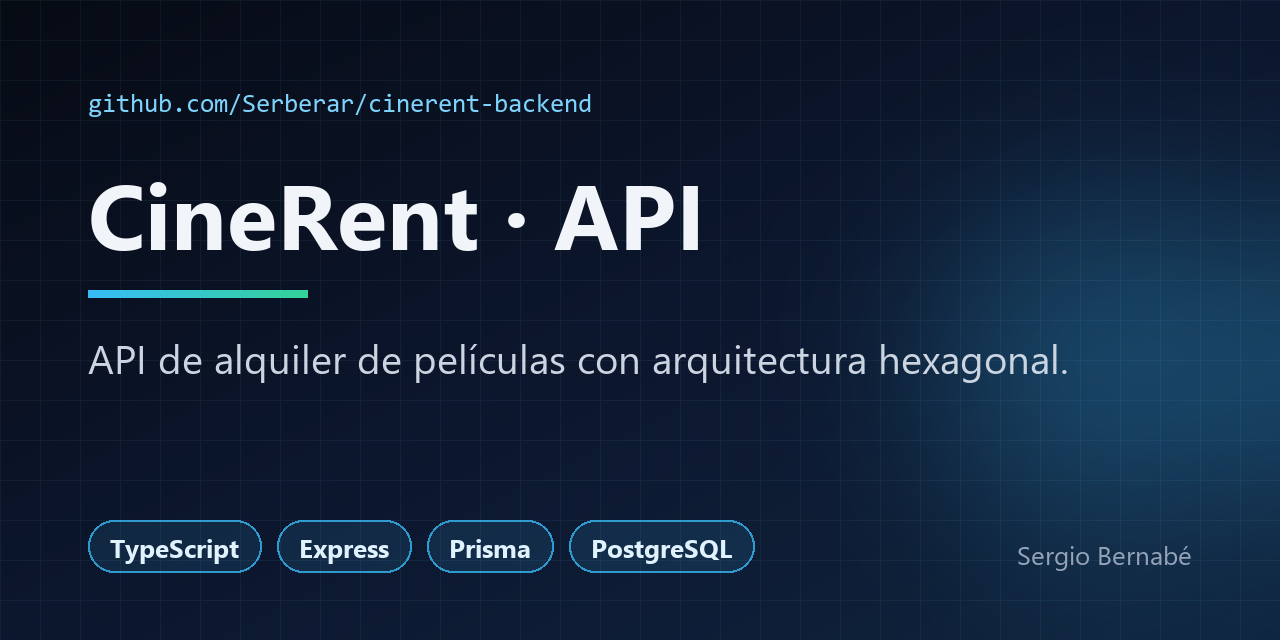 github.com/Serberar/cinerent-backend
CineRent · API
API de alquiler de películas con arquitectura hexagonal.
TypeScript Express Prisma PostgreSQL
Sergio Bernabé